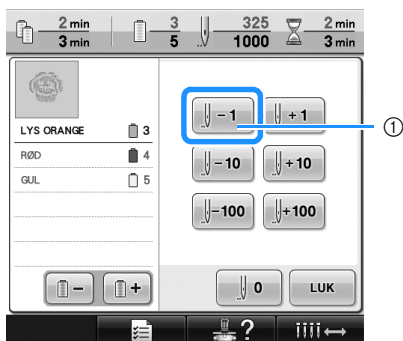 2 min 3 325 2 min
3 min 5 1000 3 min
LYS ORANGE 3
RØD 4
GUL 5
-1 +1
①
-10 +10
-100 +100
- + 0 LUK
?